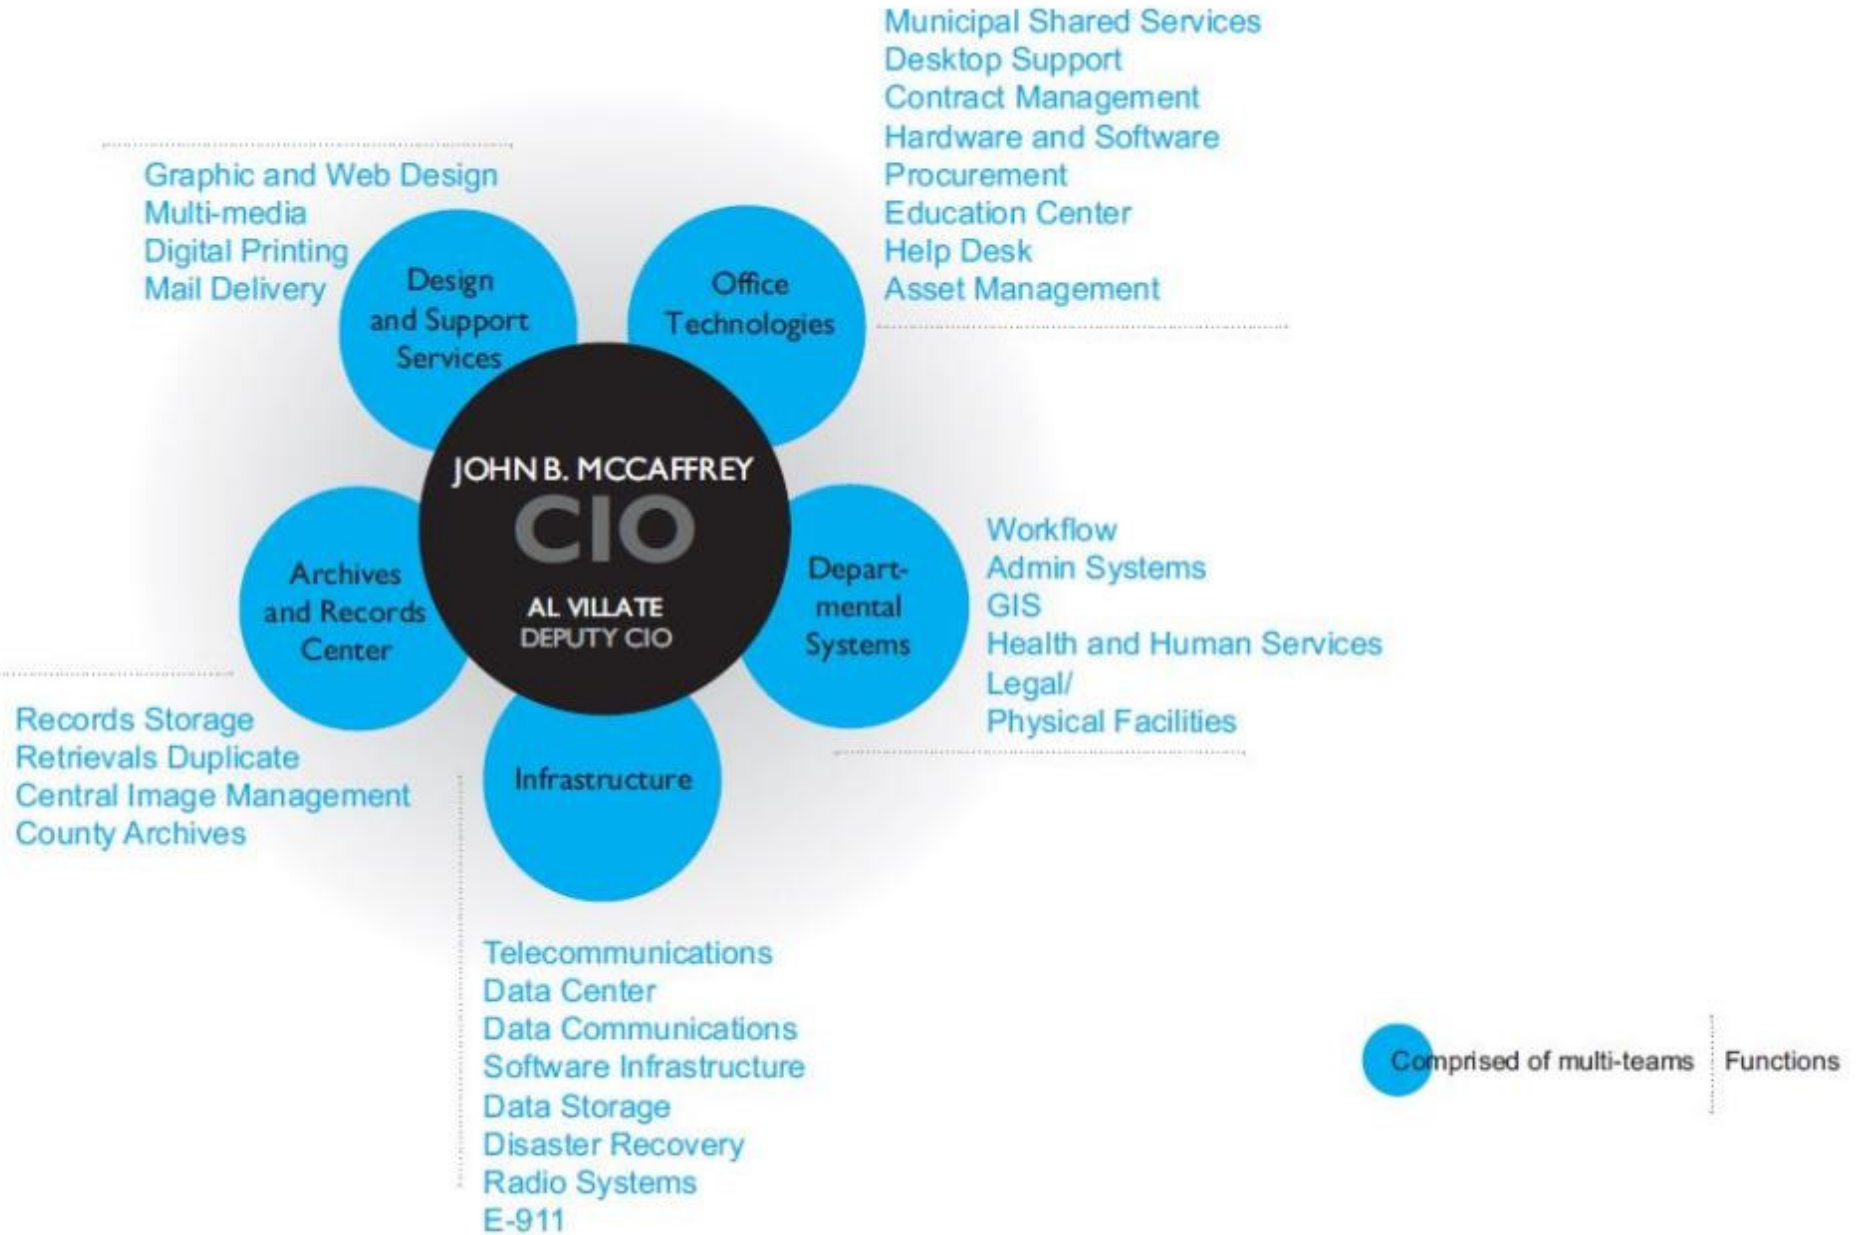 Municipal Shared Services
Desktop Support
Contract Management
Hardware and Software
Procurement
Education Center
Help Desk
Asset Management
Graphic and Web Design
Multi-media
Digital Printing
Mail Delivery
Design
and Support
Services
Office
Technologies
JOHN B. MCCAFFREY
CIO
AL VILLATE
DEPUTY CIO
Archives
and Records
Center
Depart-
mental
Systems
Workflow
Admin Systems
GIS
Health and Human Services
Legal/
Physical Facilities
Records Storage
Retrievals Duplicate
Central Image Management
County Archives
Infrastructure
Telecommunications
Data Center
Data Communications
Software Infrastructure
Data Storage
Disaster Recovery
Radio Systems
E-911
Comprised of multi-teams
Functions